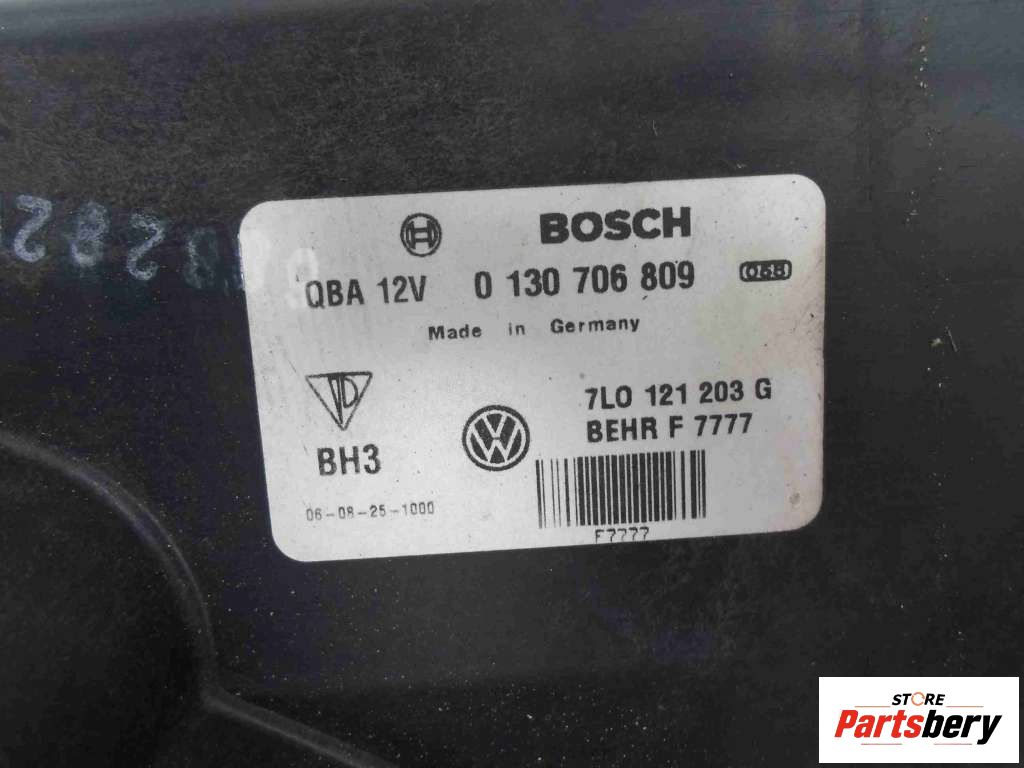 BOSCH
QBA 12V 0 130 706 809 058
Made in Germany
7L0 121 203 G
BEHR F 7777
BH3
06-08-25-1000
F7777
STORE
Partsbery